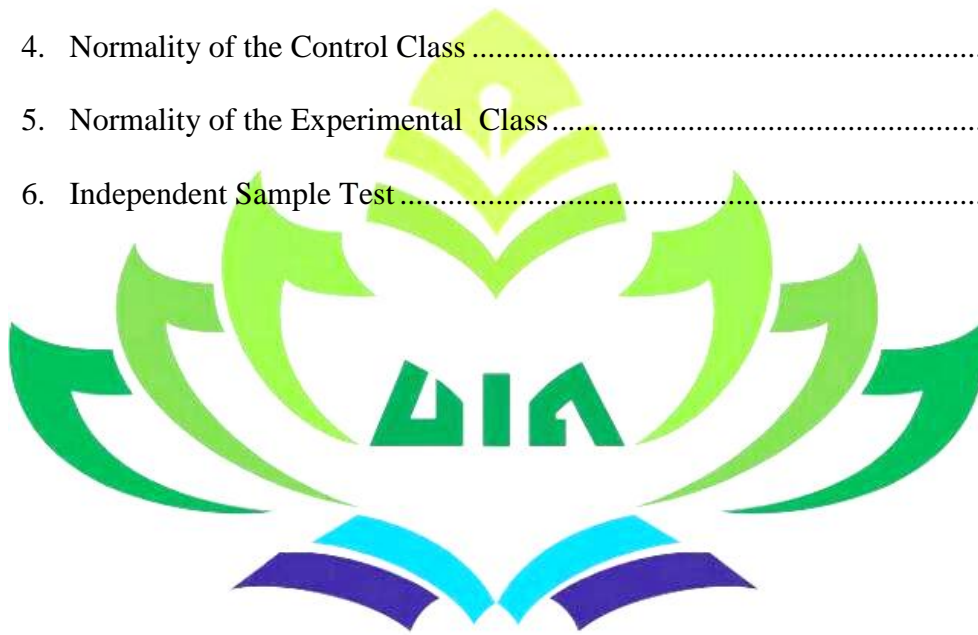 4. Normality of the Control Class ..........................................................................
5. Normality of the Experimental  Class ..............................................................
6. Independent Sample Test ....................................................................................
UIN